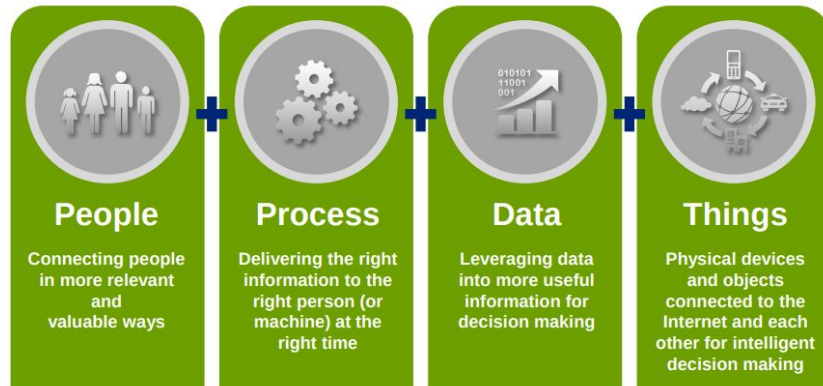 010101
11001
001
People
Connecting people
in more relevant
and
valuable ways
Process
Delivering the right
information to the
right person (or
machine) at the
right time
Data
Leveraging data
into more useful
information for
decision making
Things
Physical devices
and objects
connected to the
Internet and each
other for intelligent
decision making